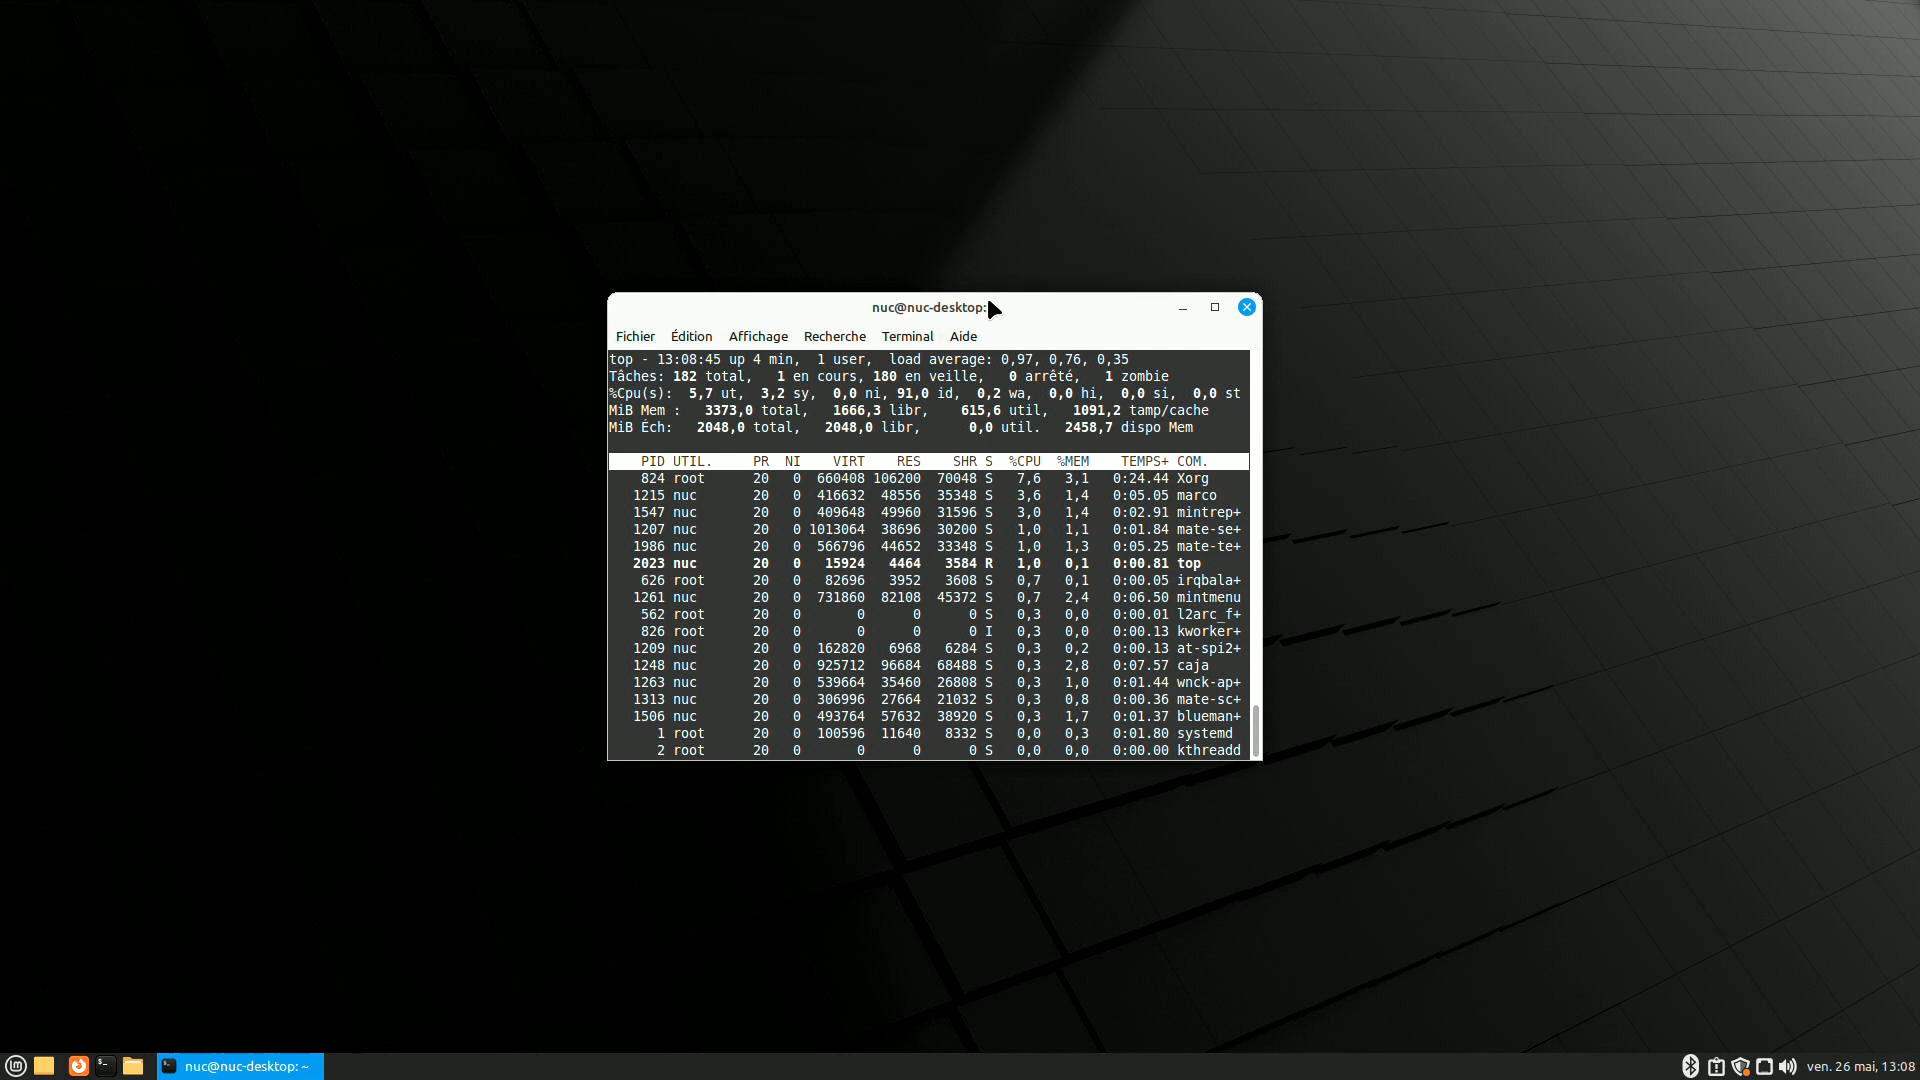 nuc@nuc-desktop:
Fichier Édition Affichage Recherche Terminal Aide
top - 13:08:45 up 4 min,  1 user,  load average: 0,97, 0,76, 0,35
Tâches: 182 total,   1 en cours, 180 en veille,   0 arrêté,   1 zombie
%Cpu(s):  5,7 ut,  3,2 sy,  0,0 ni, 91,0 id,  0,2 wa,  0,0 hi,  0,0 si,  0,0 st
MiB Mem :   3373,0 total,   1666,3 libr,    615,6 util,   1091,2 tamp/cache
MiB Éch:   2048,0 total,   2048,0 libr,      0,0 util.   2458,7 dispo Mem
PID UTIL.     PR  NI    VIRT    RES    SHR S  %CPU  %MEM    TEMPS+ COM.
824 root      20   0  660408 106200  70048 S   7,6   3,1   0:24.44 Xorg
1215 nuc       20   0  416632  48556  35348 S   3,6   1,4   0:05.05 marco
1547 nuc       20   0  409648  49960  31596 S   3,0   1,4   0:02.91 mintrep+
1207 nuc       20   0 1013064  38696  30200 S   1,0   1,1   0:01.84 mate-se+
1986 nuc       20   0  566796  44652  33348 S   1,0   1,3   0:05.25 mate-te+
2023 nuc       20   0   15924   4464   3584 R   1,0   0,1   0:00.81 top
626 root      20   0   82696   3952   3608 S   0,7   0,1   0:00.05 irqbala+
1261 nuc       20   0  731860  82108  45372 S   0,7   2,4   0:06.50 mintmenu
562 root      20   0       0      0      0 S   0,3   0,0   0:00.01 l2arc_f+
826 root      20   0       0      0      0 I   0,3   0,0   0:00.13 kworker+
1209 nuc       20   0  162820   6968   6284 S   0,3   0,2   0:00.13 at-spi2+
1248 nuc       20   0  925712  96684  68488 S   0,3   2,8   0:07.57 caja
1263 nuc       20   0  539664  35460  26808 S   0,3   1,0   0:01.44 wnck-ap+
1313 nuc       20   0  306996  27664  21032 S   0,3   0,8   0:00.36 mate-sc+
1506 nuc       20   0  493764  57632  38920 S   0,3   1,7   0:01.37 blueman+
1 root      20   0  100596  11640   8332 S   0,0   0,3   0:01.80 systemd
2 root      20   0       0      0      0 S   0,0   0,0   0:00.00 kthreadd
nuc@nuc-desktop: ~
ven. 26 mai, 13:08